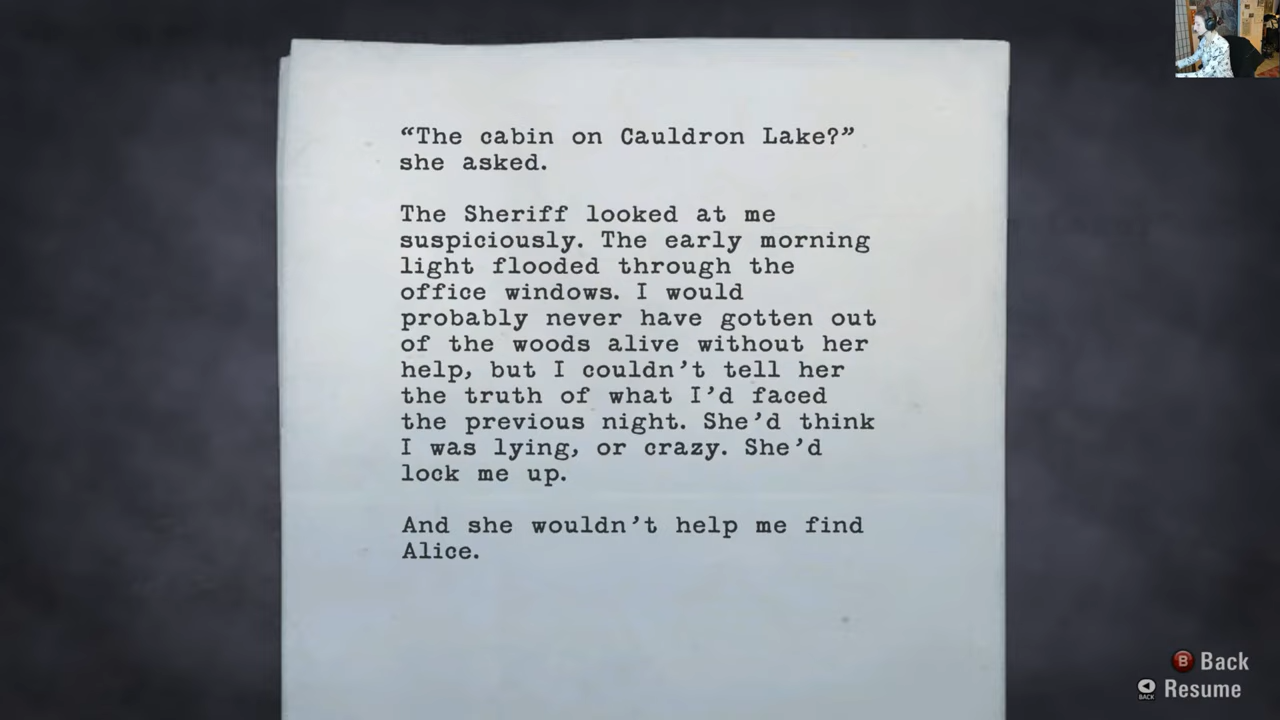 “The cabin on Cauldron Lake?”
she asked.
The Sheriff looked at me
suspiciously. The early morning
light flooded through the
office windows. I would
probably never have gotten out
of the woods alive without her
help, but I couldn’t tell her
the truth of what I’d faced
the previous night. She’d think
I was lying, or crazy. She’d
lock me up.
And she wouldn’t help me find
Alice.
B Back
BACK Resume